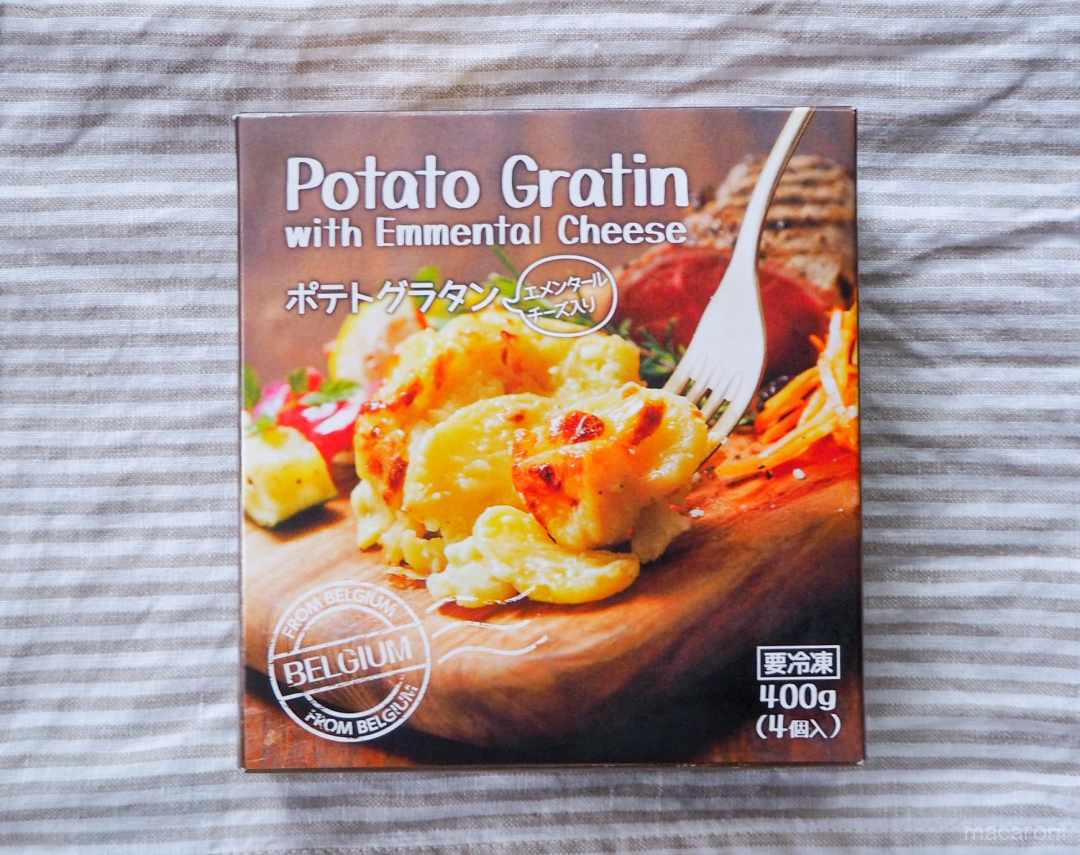 Potato Gratin
with Emmental Cheese
ポテトグラタン
エメンタール
チーズ入り
FROM BELGIUM
BELGIUM
FROM BELGIUM
要冷凍
400g
(4個入)
macaroni